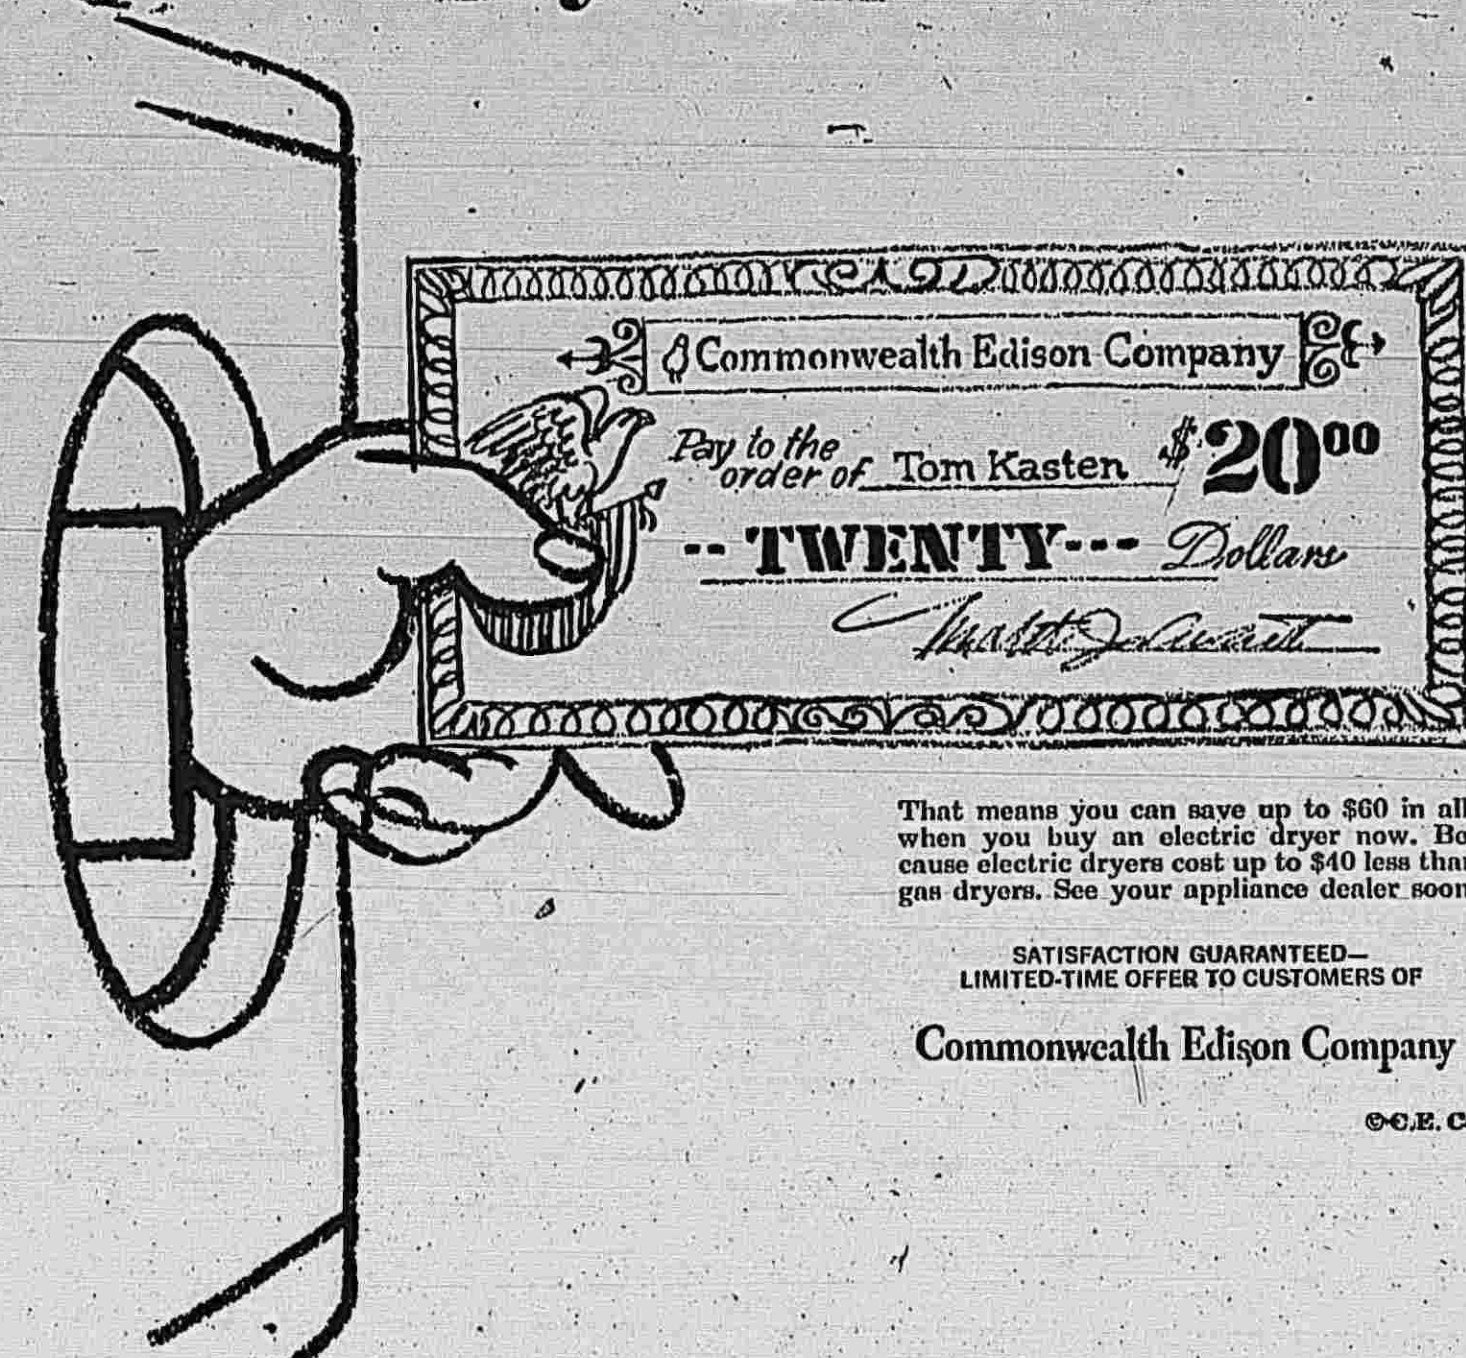 Commonwealth Edison Company
Pay to the
order of Tom Kasten $20 00
-- TWENTY --- Dollars
That means you can save up to $60 in all
when you buy an electric dryer now. Be
cause electric dryers cost up to $40 less than
gas dryers. See your appliance dealer soon
SATISFACTION GUARANTEED—
LIMITED-TIME OFFER TO CUSTOMERS OF
Commonwealth Edison Company
© C.E. C